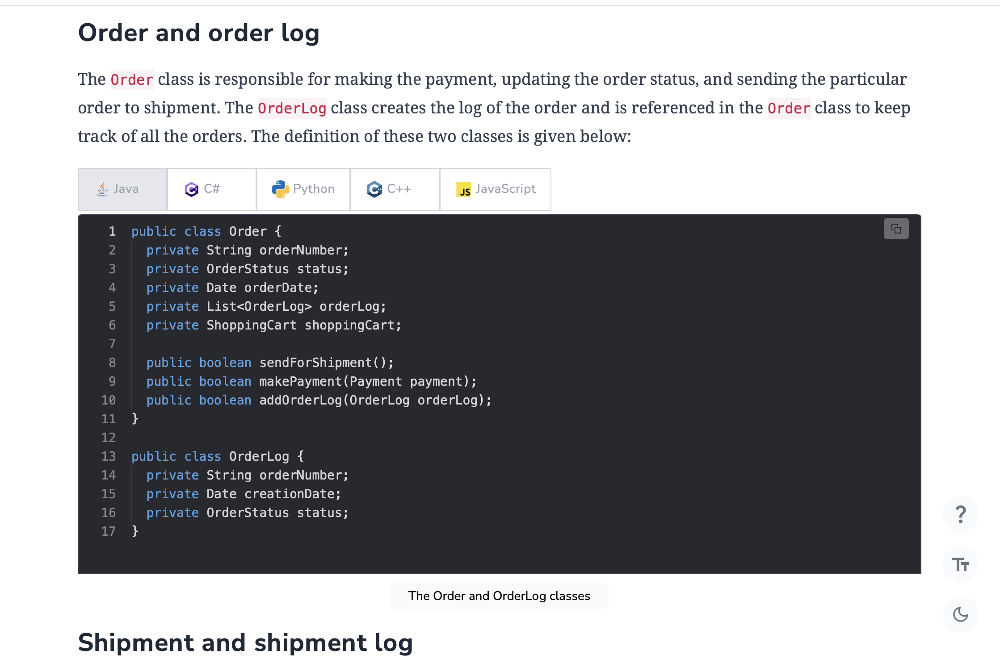 Order and order log
The Order class is responsible for making the payment, updating the order status, and sending the particular
order to shipment. The OrderLog class creates the log of the order and is referenced in the Order class to keep
track of all the orders. The definition of these two classes is given below:
Java C# Python C++ JS JavaScript
1 public class Order {
2   private String orderNumber;
3   private OrderStatus status;
4   private Date orderDate;
5   private List<OrderLog> orderLog;
6   private ShoppingCart shoppingCart;
7
8   public boolean sendForShipment();
9   public boolean makePayment(Payment payment);
10   public boolean addOrderLog(OrderLog orderLog);
11 }
12
13 public class OrderLog {
14   private String orderNumber;
15   private Date creationDate;
16   private OrderStatus status;
17 }
?
TT
The Order and OrderLog classes
Shipment and shipment log